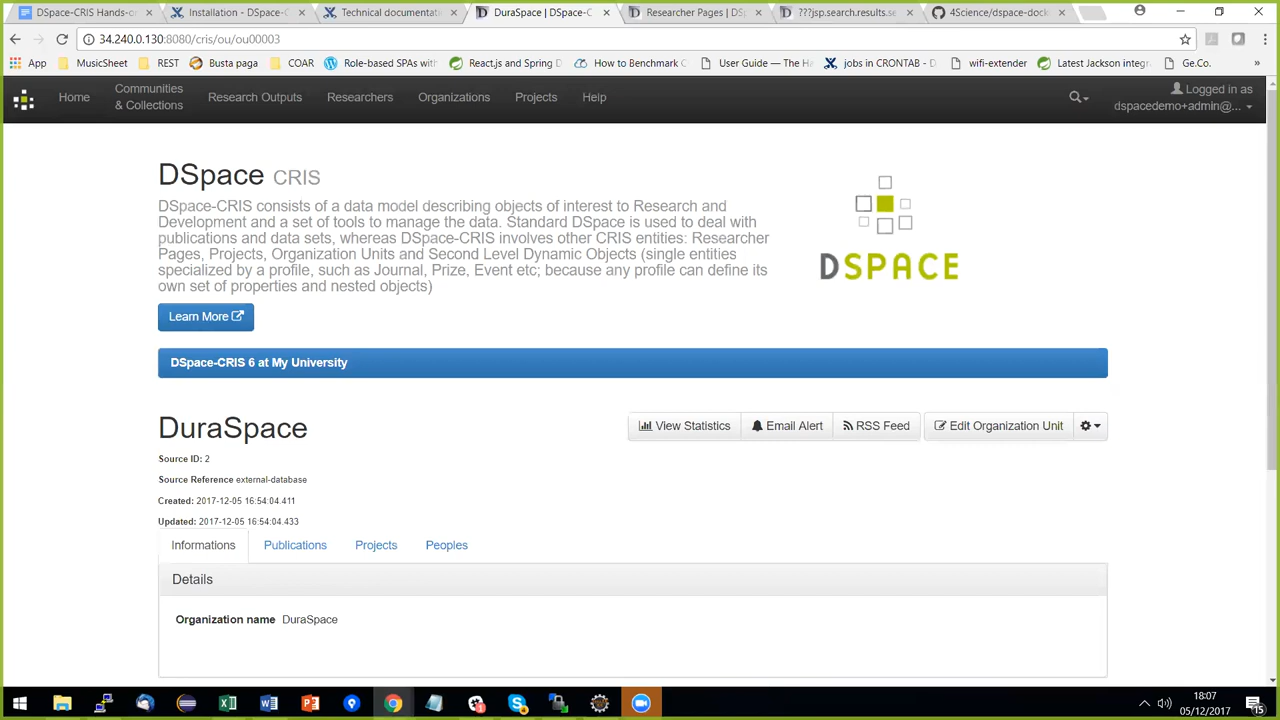 DSpace-CRIS Hands-on
Installation - DSpace-C
Technical documentat
DuraSpace | DSpace-C
Researcher Pages | DS
???jsp.search.results.se
4Science/dspace-dock
34.240.0.130:8080/cris/ou/ou00003
App
MusicSheet
REST
Busta paga
COAR
Role-based SPAs with
React.js and Spring D
How to Benchmark C
User Guide — The Ha
jobs in CRONTAB - D
wifi-extender
Latest Jackson integr
Ge.Co.
»
Home
Communities
& Collections
Research Outputs
Researchers
Organizations
Projects
Help
Logged in as
dspacedemo+admin@...
DSpace CRIS
DSpace-CRIS consists of a data model describing objects of interest to Research and
Development and a set of tools to manage the data. Standard DSpace is used to deal with
publications and data sets, whereas DSpace-CRIS involves other CRIS entities: Researcher
Pages, Projects, Organization Units and Second Level Dynamic Objects (single entities
specialized by a profile, such as Journal, Prize, Event etc; because any profile can define its
own set of properties and nested objects)
DSPACE
Learn More
DSpace-CRIS 6 at My University
DuraSpace
View Statistics
Email Alert
RSS Feed
Edit Organization Unit
Source ID: 2
Source Reference external-database
Created: 2017-12-05 16:54:04.411
Updated: 2017-12-05 16:54:04.433
Informations
Publications
Projects
Peoples
Details
Organization name DuraSpace
18:07
05/12/2017
15